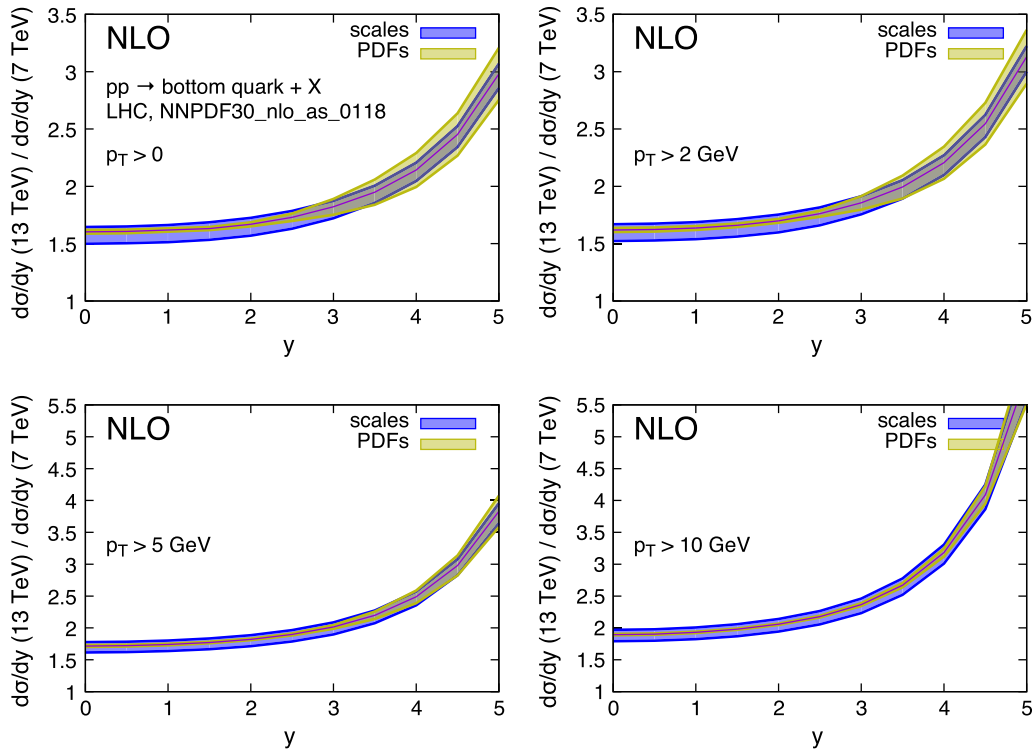 dσ/dy (13 TeV) / dσ/dy (7 TeV)
3.5
3
2.5
2
1.5
1
NLO
scales
PDFs
pp → bottom quark + X
LHC, NNPDF30_nlo_as_0118
pT > 0
0 1 2 3 4 5
y
dσ/dy (13 TeV) / dσ/dy (7 TeV)
3.5
3
2.5
2
1.5
1
NLO
scales
PDFs
pT > 2 GeV
0 1 2 3 4 5
y
dσ/dy (13 TeV) / dσ/dy (7 TeV)
5.5
5
4.5
4
3.5
3
2.5
2
1.5
1
NLO
scales
PDFs
pT > 5 GeV
0 1 2 3 4 5
y
dσ/dy (13 TeV) / dσ/dy (7 TeV)
5.5
5
4.5
4
3.5
3
2.5
2
1.5
1
NLO
scales
PDFs
pT > 10 GeV
0 1 2 3 4 5
y